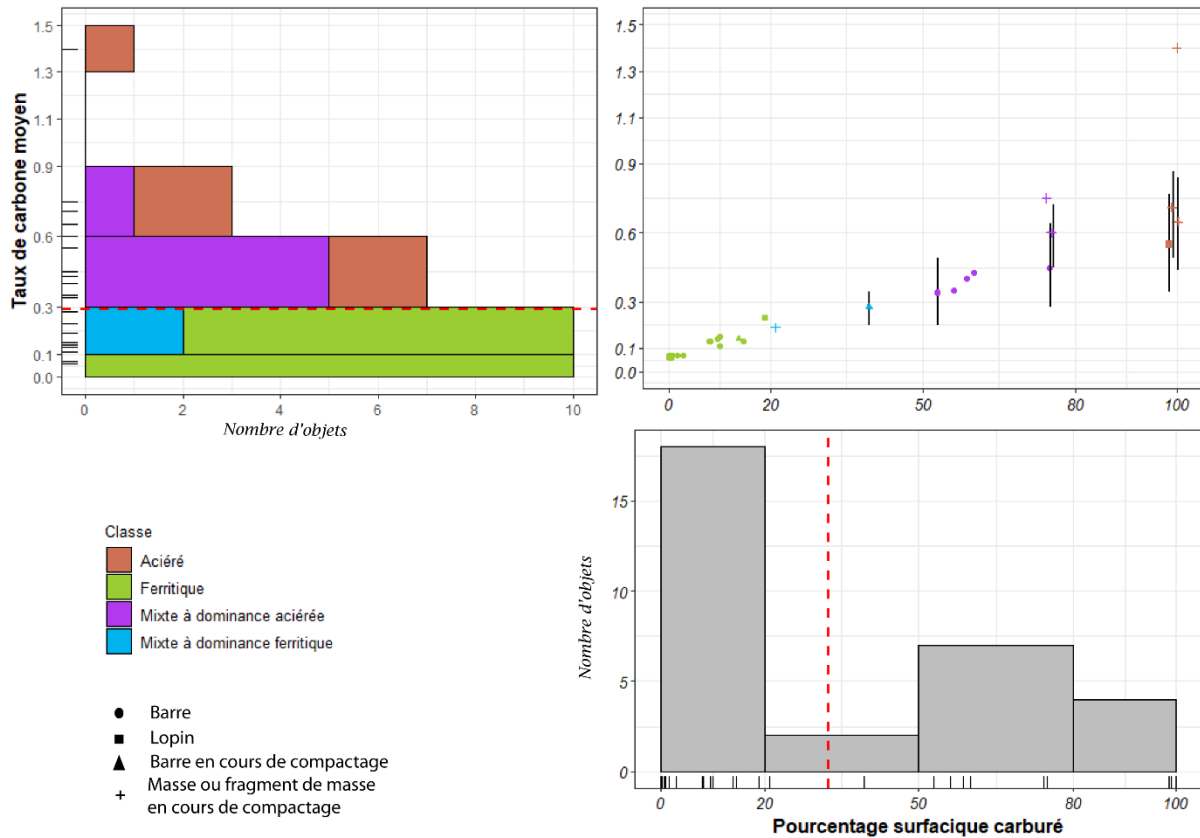 1.5
1.3
1.1
0.9
0.6
0.3
0.1
0.0
Taux de carbone moyen
0 2 4 6 8 10
Nombre d'objets
1.5
1.3
1.1
0.9
0.6
0.3
0.1
0.0
0 20 50 80 100
Classe
Aciéré
Ferritique
Mixte à dominance aciérée
Mixte à dominance ferritique
Barre
Lopin
Barre en cours de compactage
Masse ou fragment de masse
en cours de compactage
15
10
5
0
Nombre d'objets
0 20 50 80 100
Pourcentage surfacique carburé